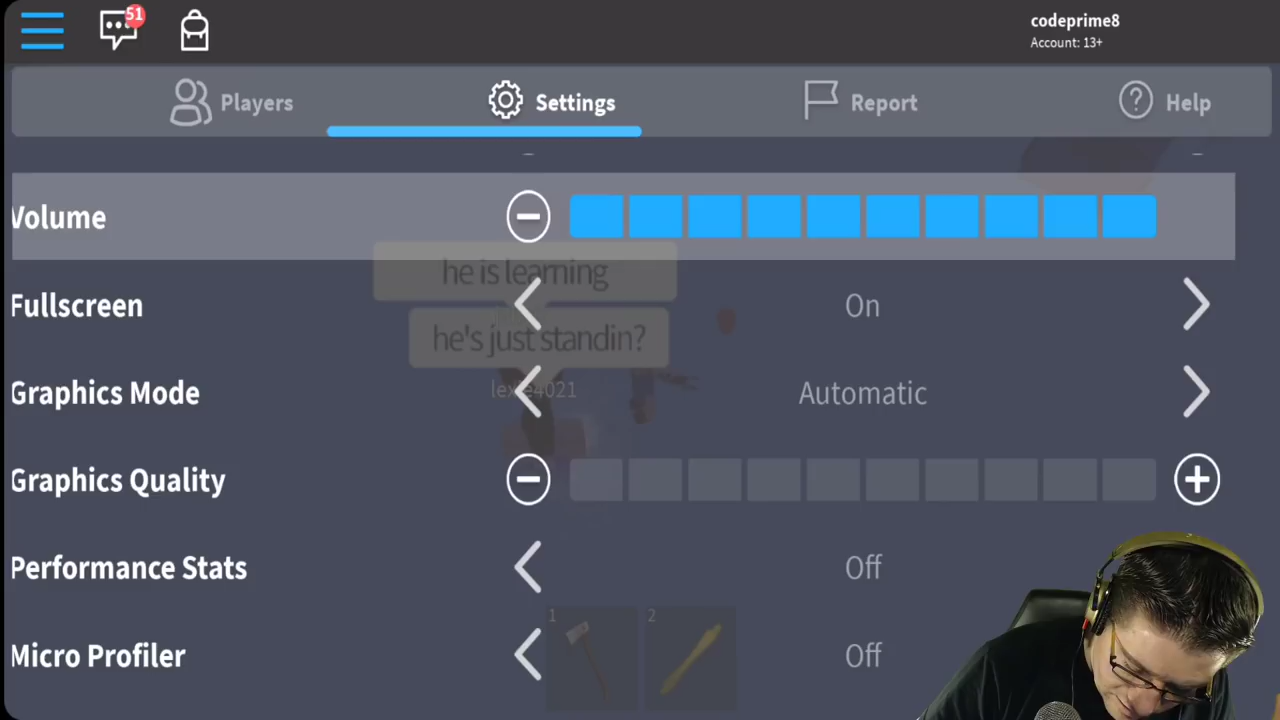 51
codeprime8
Account: 13+
Players
Settings
Report
Help
Volume
he is learning
Fullscreen
On
he's just standin?
Graphics Mode
Automatic
Graphics Quality
Performance Stats
Off
1
2
Micro Profiler
Off